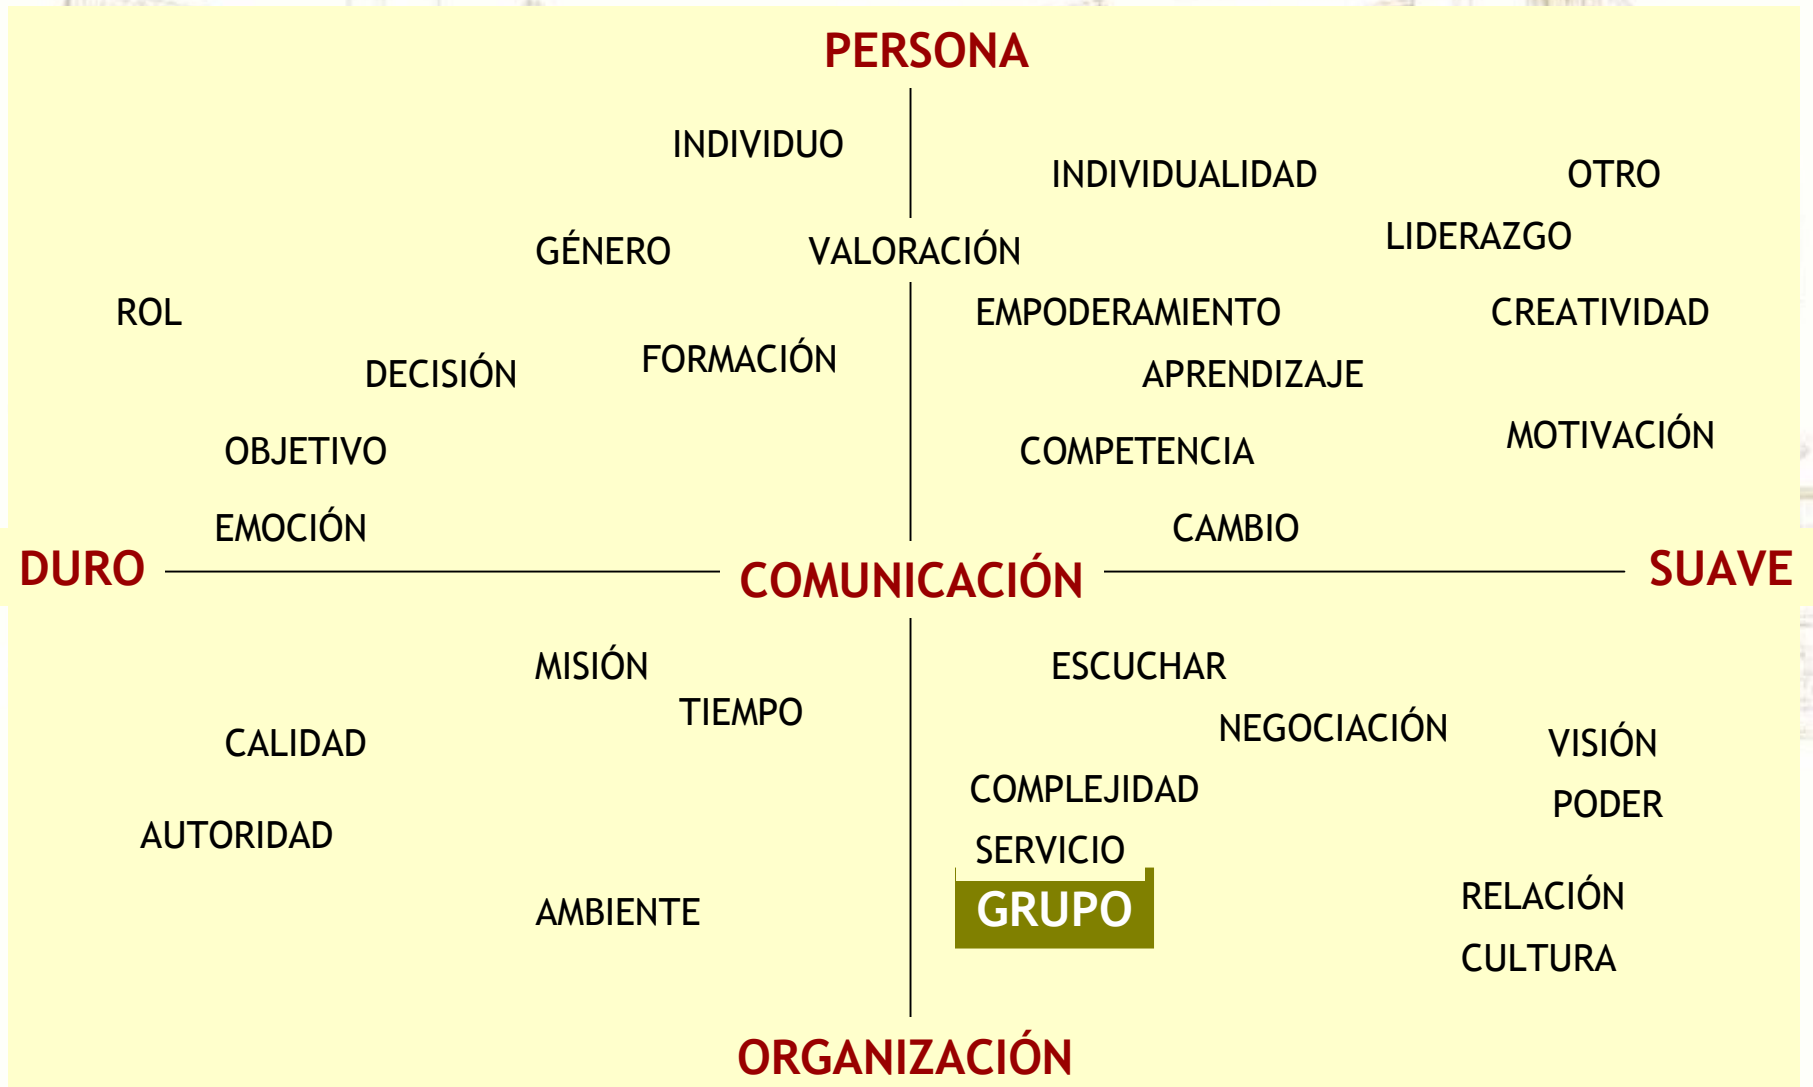 PERSONA
INDIVIDUO
INDIVIDUALIDAD
OTRO
LIDERAZGO
GÉNERO
VALORACIÓN
ROL
EMPODERAMIENTO
CREATIVIDAD
FORMACIÓN
DECISIÓN
APRENDIZAJE
MOTIVACIÓN
OBJETIVO
COMPETENCIA
EMOCIÓN
CAMBIO
DURO
COMUNICACIÓN
SUAVE
MISIÓN
ESCUCHAR
TIEMPO
NEGOCIACIÓN
CALIDAD
VISIÓN
COMPLEJIDAD
PODER
AUTORIDAD
SERVICIO
RELACIÓN
GRUPO
AMBIENTE
CULTURA
ORGANIZACIÓN